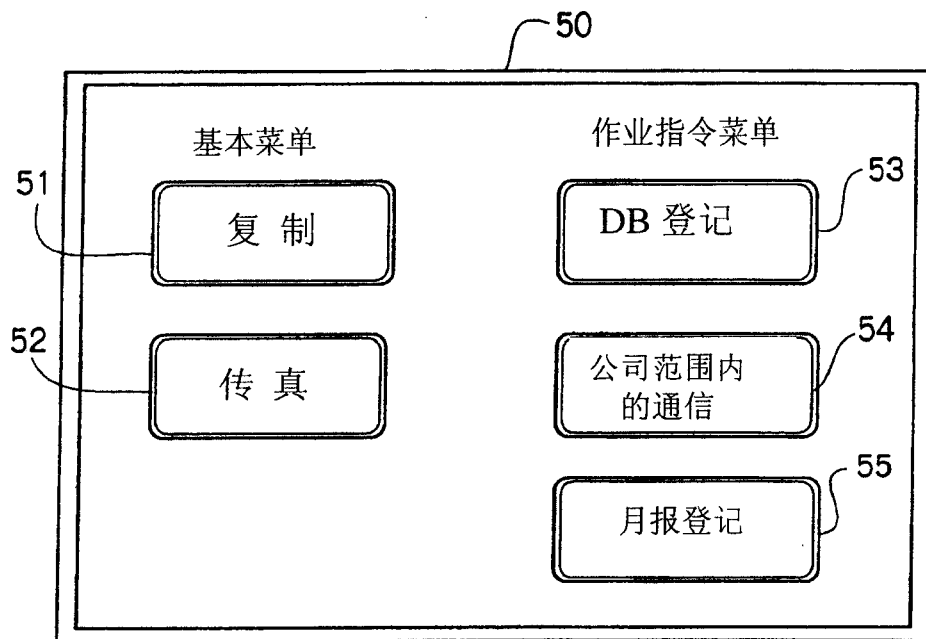 50
基本菜单
作业指令菜单
51
复 制
DB 登记
53
52
传 真
公司范围内
的通信
54
月报登记
55